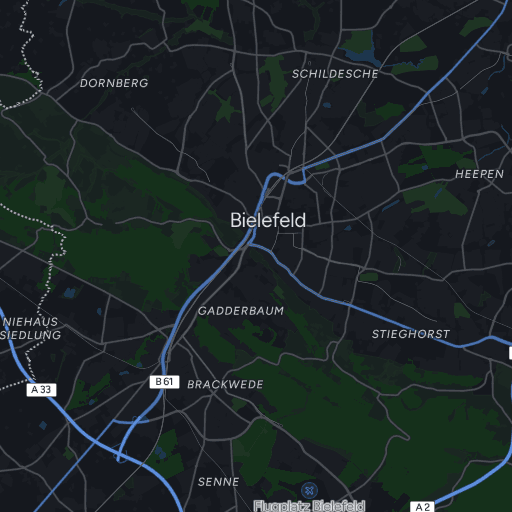 SCHILDESCHE
DORNBERG
HEEPEN
Bielefeld
GADDERBAUM
NIEHAUS
SIEDLUNG
STIEGHORST
B 61
BRACKWEDE
A 33
SENNE
Flugplatz Bielefeld
A 2